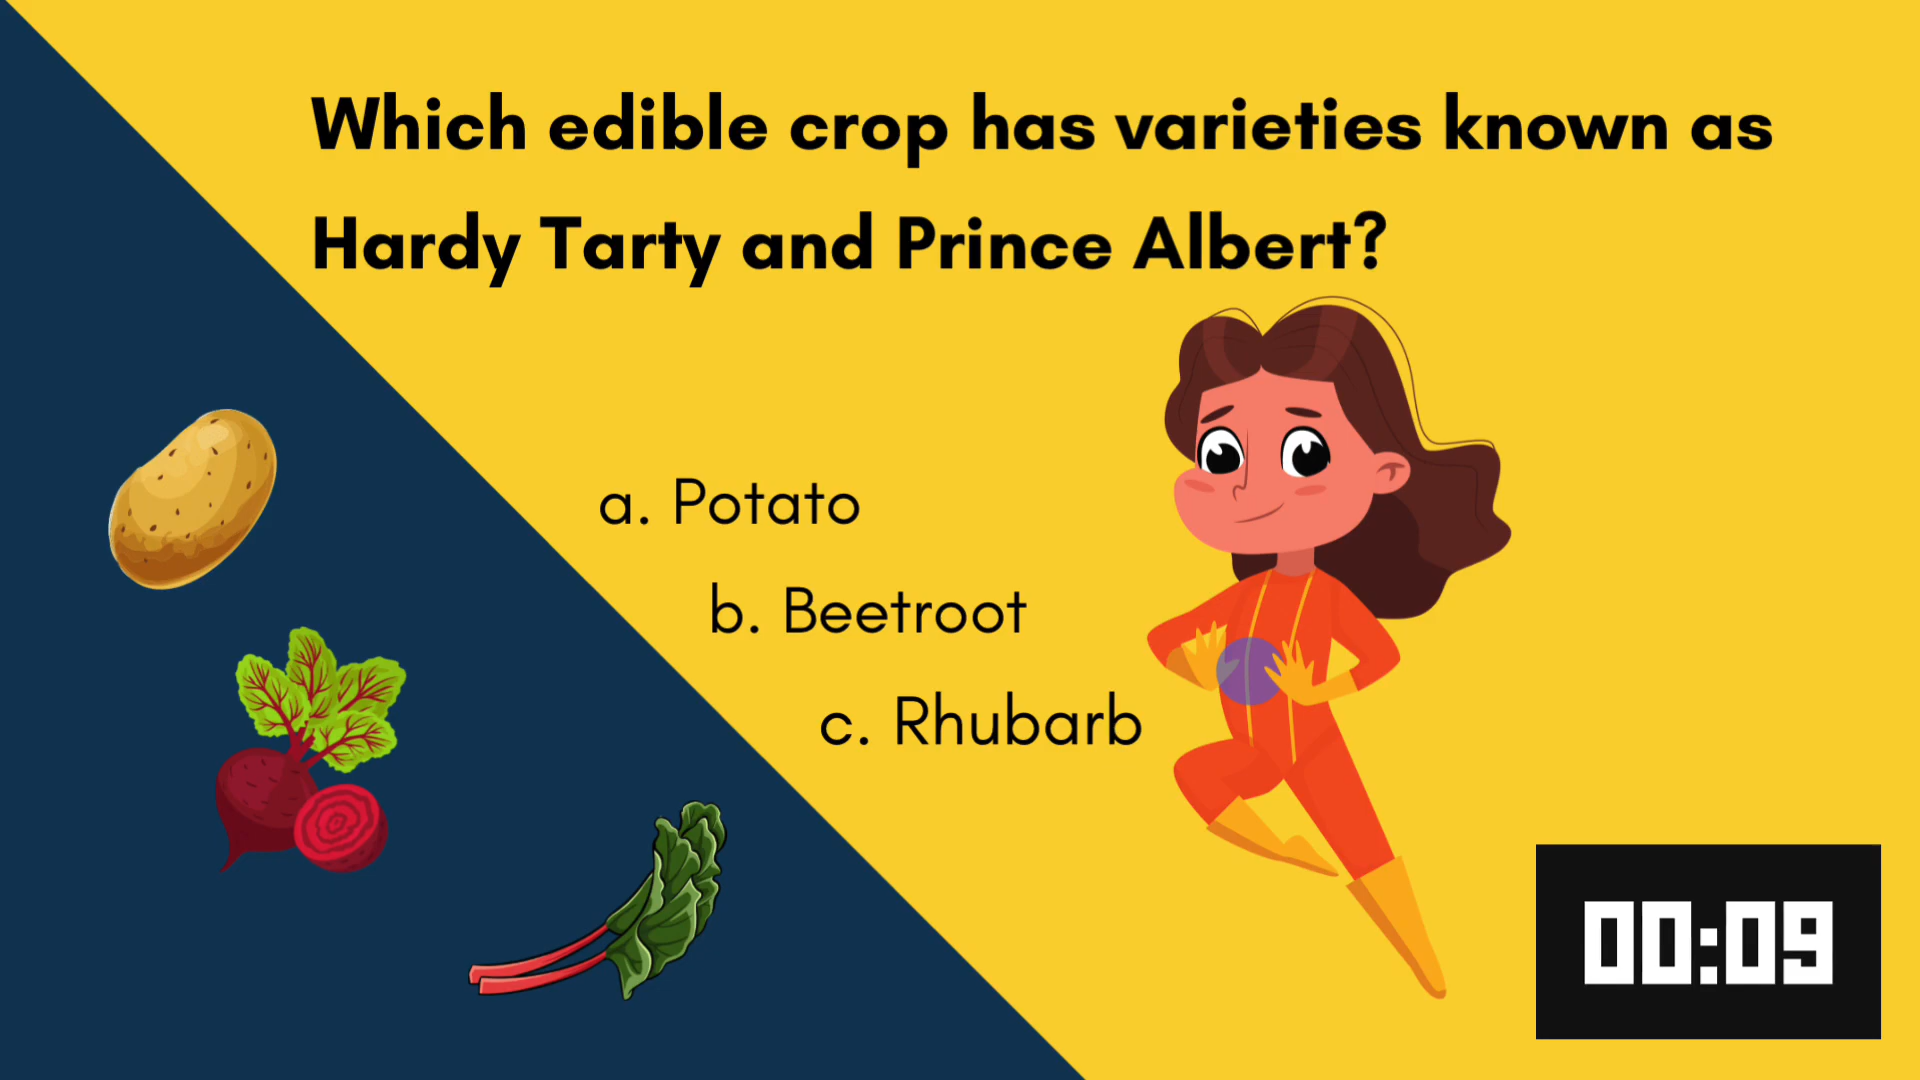 Which edible crop has varieties known as
Hardy Tarty and Prince Albert?
a. Potato
b. Beetroot
c. Rhubarb
00:09